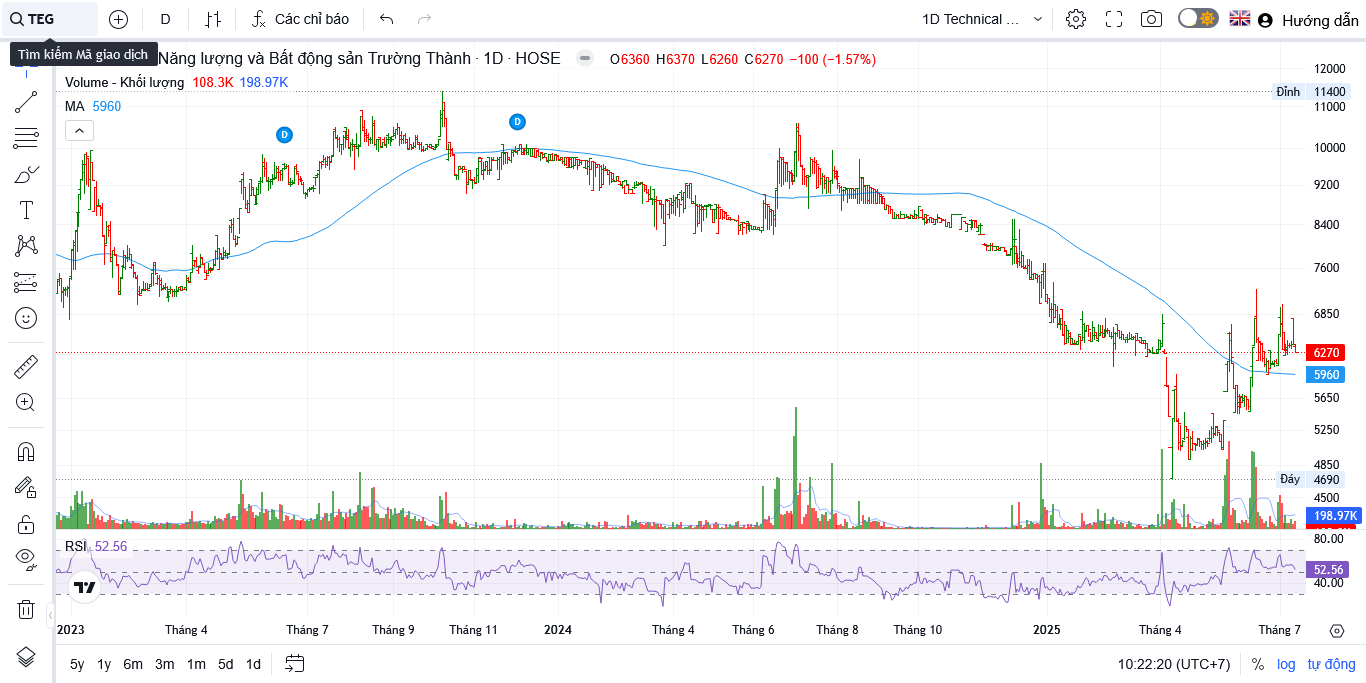 TEG D Các chỉ báo 1D Technical ... Hướng dẫn
Tìm kiếm Mã giao dịch
Năng lượng và Bất động sản Trường Thành · 1D · HOSE O6360 H6370 L6260 C6270 −100 (−1.57%)
Volume - Khối lượng 108.3K 198.97K
MA 5960
D
D
12000
Đỉnh 11400
11000
10000
9200
8400
7600
6850
6270
5960
5650
5250
4850
Đáy 4690
4500
198.97K
RSI 52.56
80.00
52.56
40.00
2023 Tháng 4 Tháng 7 Tháng 9 Tháng 11 2024 Tháng 4 Tháng 6 Tháng 8 Tháng 10 2025 Tháng 4 Tháng 7
5y 1y 6m 3m 1m 5d 1d 10:22:20 (UTC+7) % log tự động